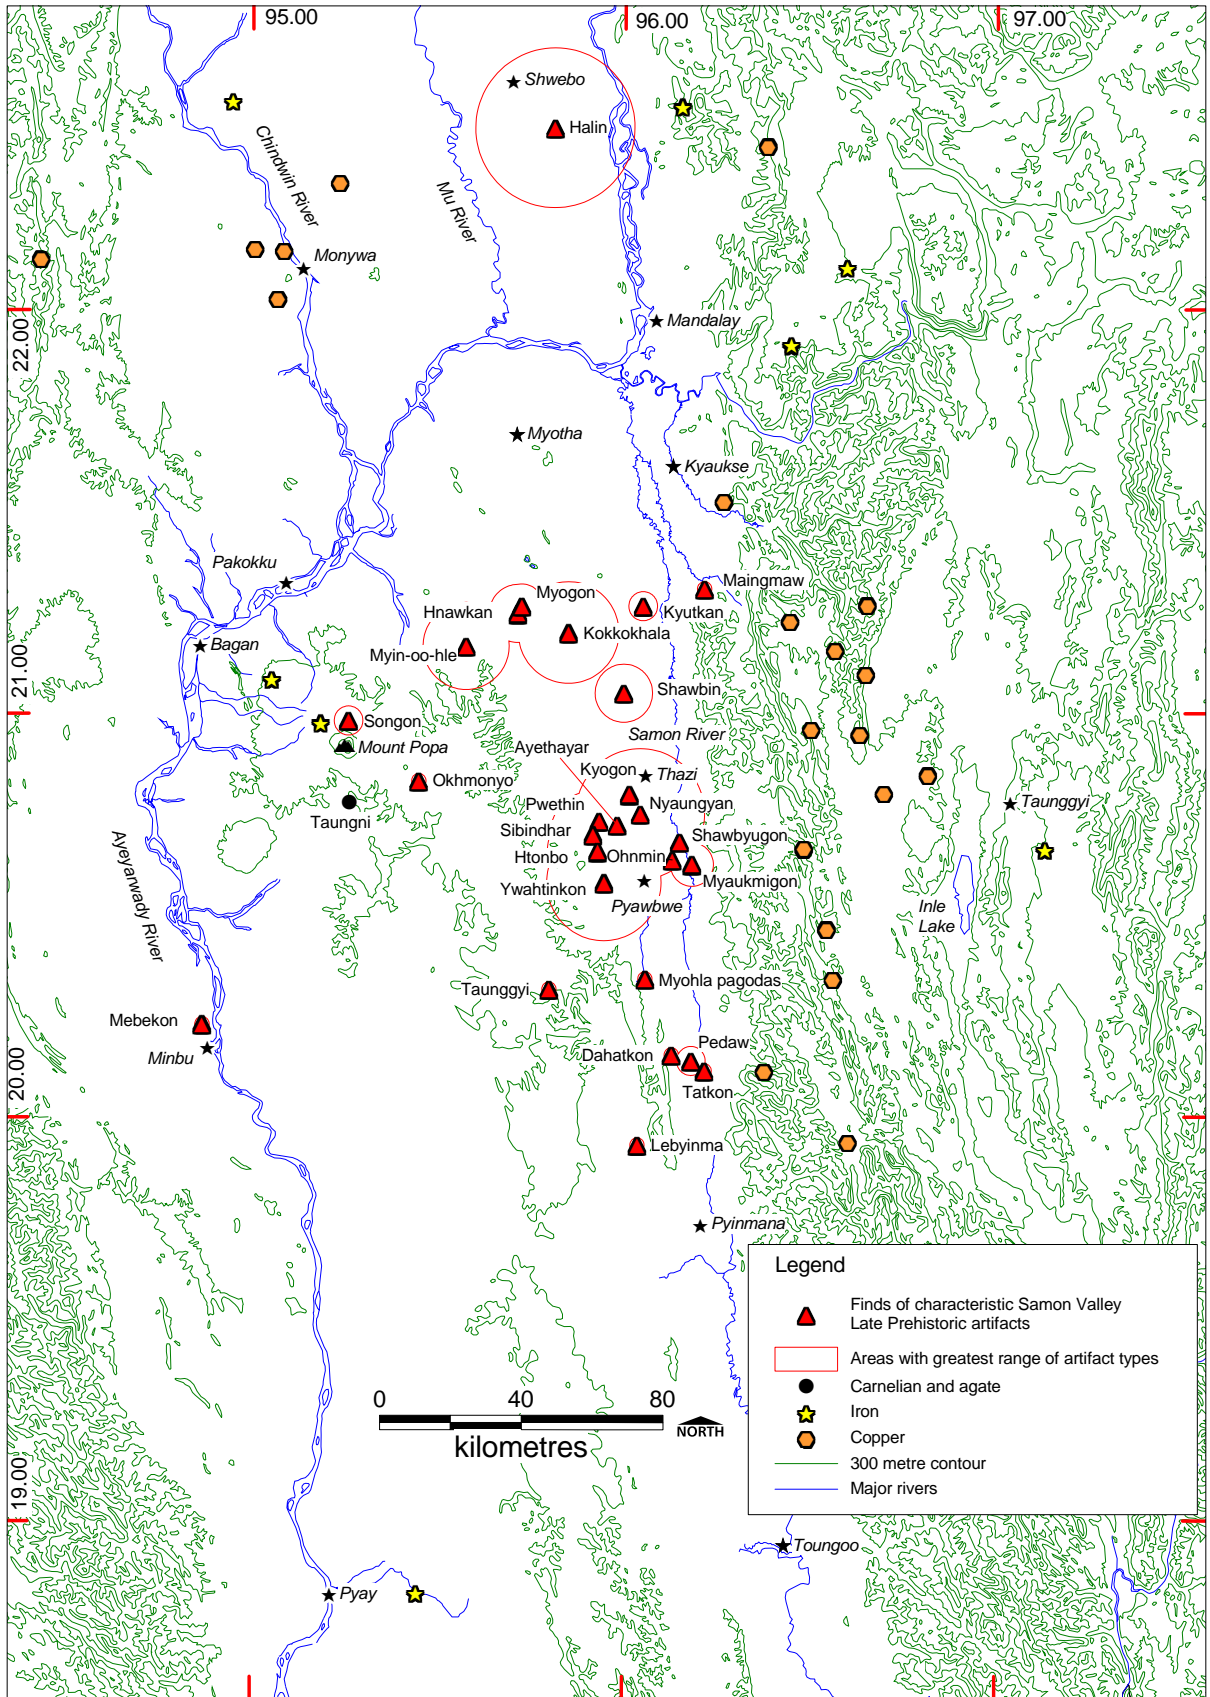 95.00
96.00
97.00
Shwebo
Halin
Chindwin River
Mu River
Monywa
22.00
Mandalay
Myotha
Kyaukse
Pakokku
Maingmaw
Myogon
Hnawkan
Kyutkan
Kokkokhala
Bagan
Myin-oo-hle
21.00
Shawbin
Songon
Samon River
Mount Popa
Ayethayar
Kyogon
Thazi
Okhmonyo
Taungni
Pwethin
Nyaungyan
Taunggyi
Sibindhar
Shawbyugon
Htonbo
Ohnmin
Myaukmigon
Ywahtinkon
Pyawbwe
Inle
Lake
Ayeyarwady River
Taunggyi
Myohla pagodas
Mebekon
Minbu
Dahatkon
Pedaw
Tatkon
20.00
Lebyinma
Pyinmana
Legend
Finds of characteristic Samon Valley
Late Prehistoric artifacts
Areas with greatest range of artifact types
Carnelian and agate
Iron
Copper
300 metre contour
Major rivers
0 40 80
kilometres
NORTH
19.00
Toungoo
Pyay